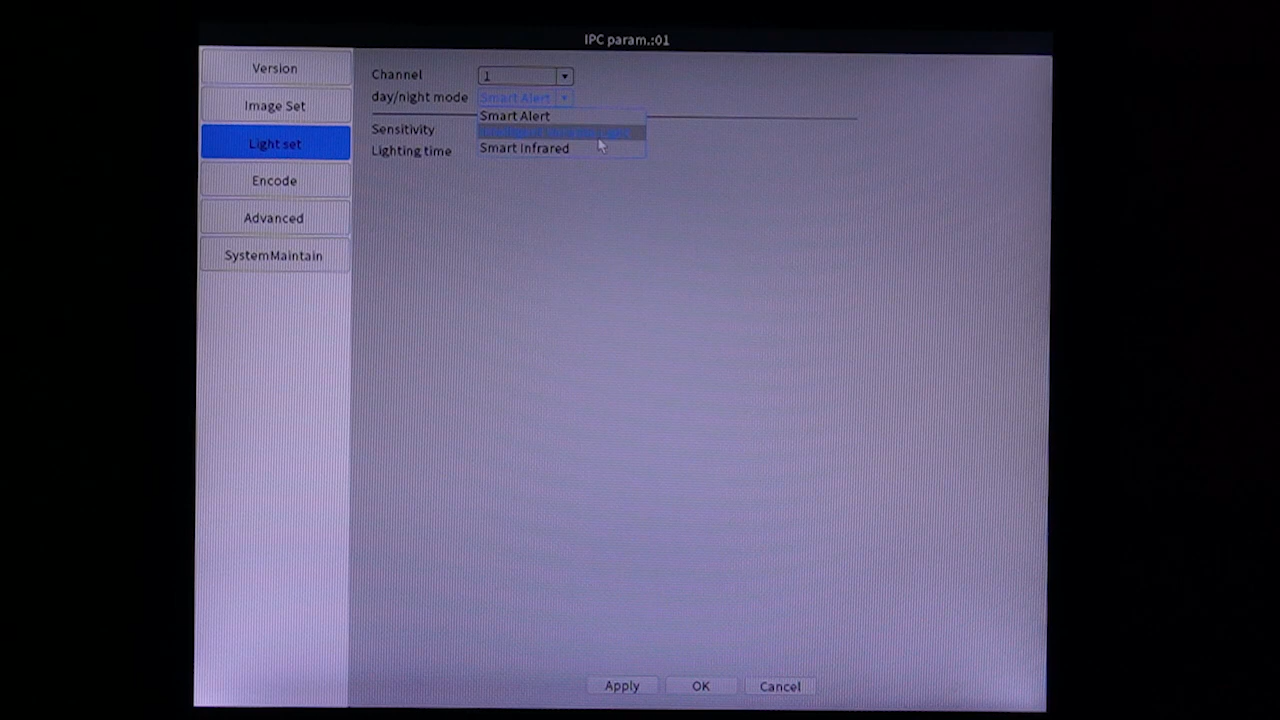 IPC param.:01
Version
Image Set
Light set
Encode
Advanced
SystemMaintain
Channel 1
day/night mode Smart Alert
Smart Alert
Smart Infrared
Sensitivity
Lighting time
Apply OK Cancel